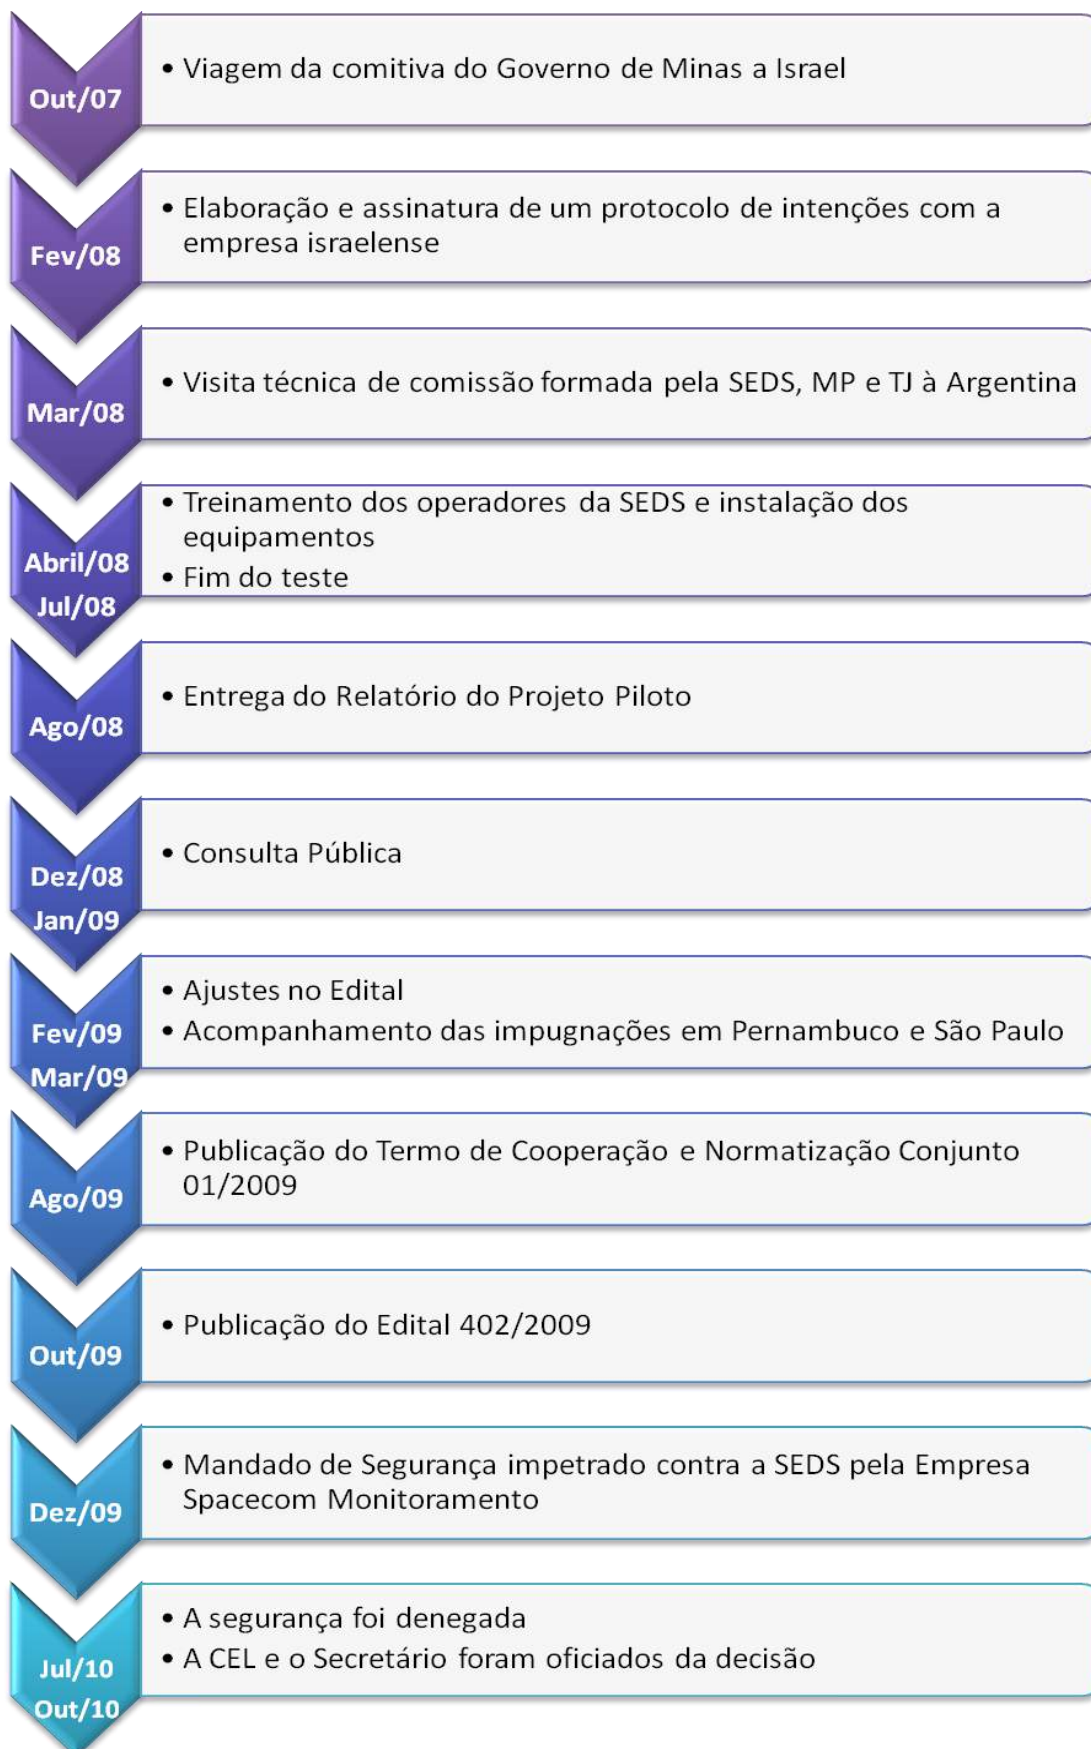 Out/07
• Viagem da comitiva do Governo de Minas a Israel
Fev/08
• Elaboração e assinatura de um protocolo de intenções com a
empresa israelense
Mar/08
• Visita técnica de comissão formada pela SEDS, MP e TJ à Argentina
Abril/08
Jul/08
• Treinamento dos operadores da SEDS e instalação dos
equipamentos
• Fim do teste
Ago/08
• Entrega do Relatório do Projeto Piloto
Dez/08
Jan/09
• Consulta Pública
Fev/09
Mar/09
• Ajustes no Edital
• Acompanhamento das impugnações em Pernambuco e São Paulo
Ago/09
• Publicação do Termo de Cooperação e Normatização Conjunto
01/2009
Out/09
• Publicação do Edital 402/2009
Dez/09
• Mandado de Segurança impetrado contra a SEDS pela Empresa
Spacecom Monitoramento
Jul/10
Out/10
• A segurança foi denegada
• A CEL e o Secretário foram oficiados da decisão